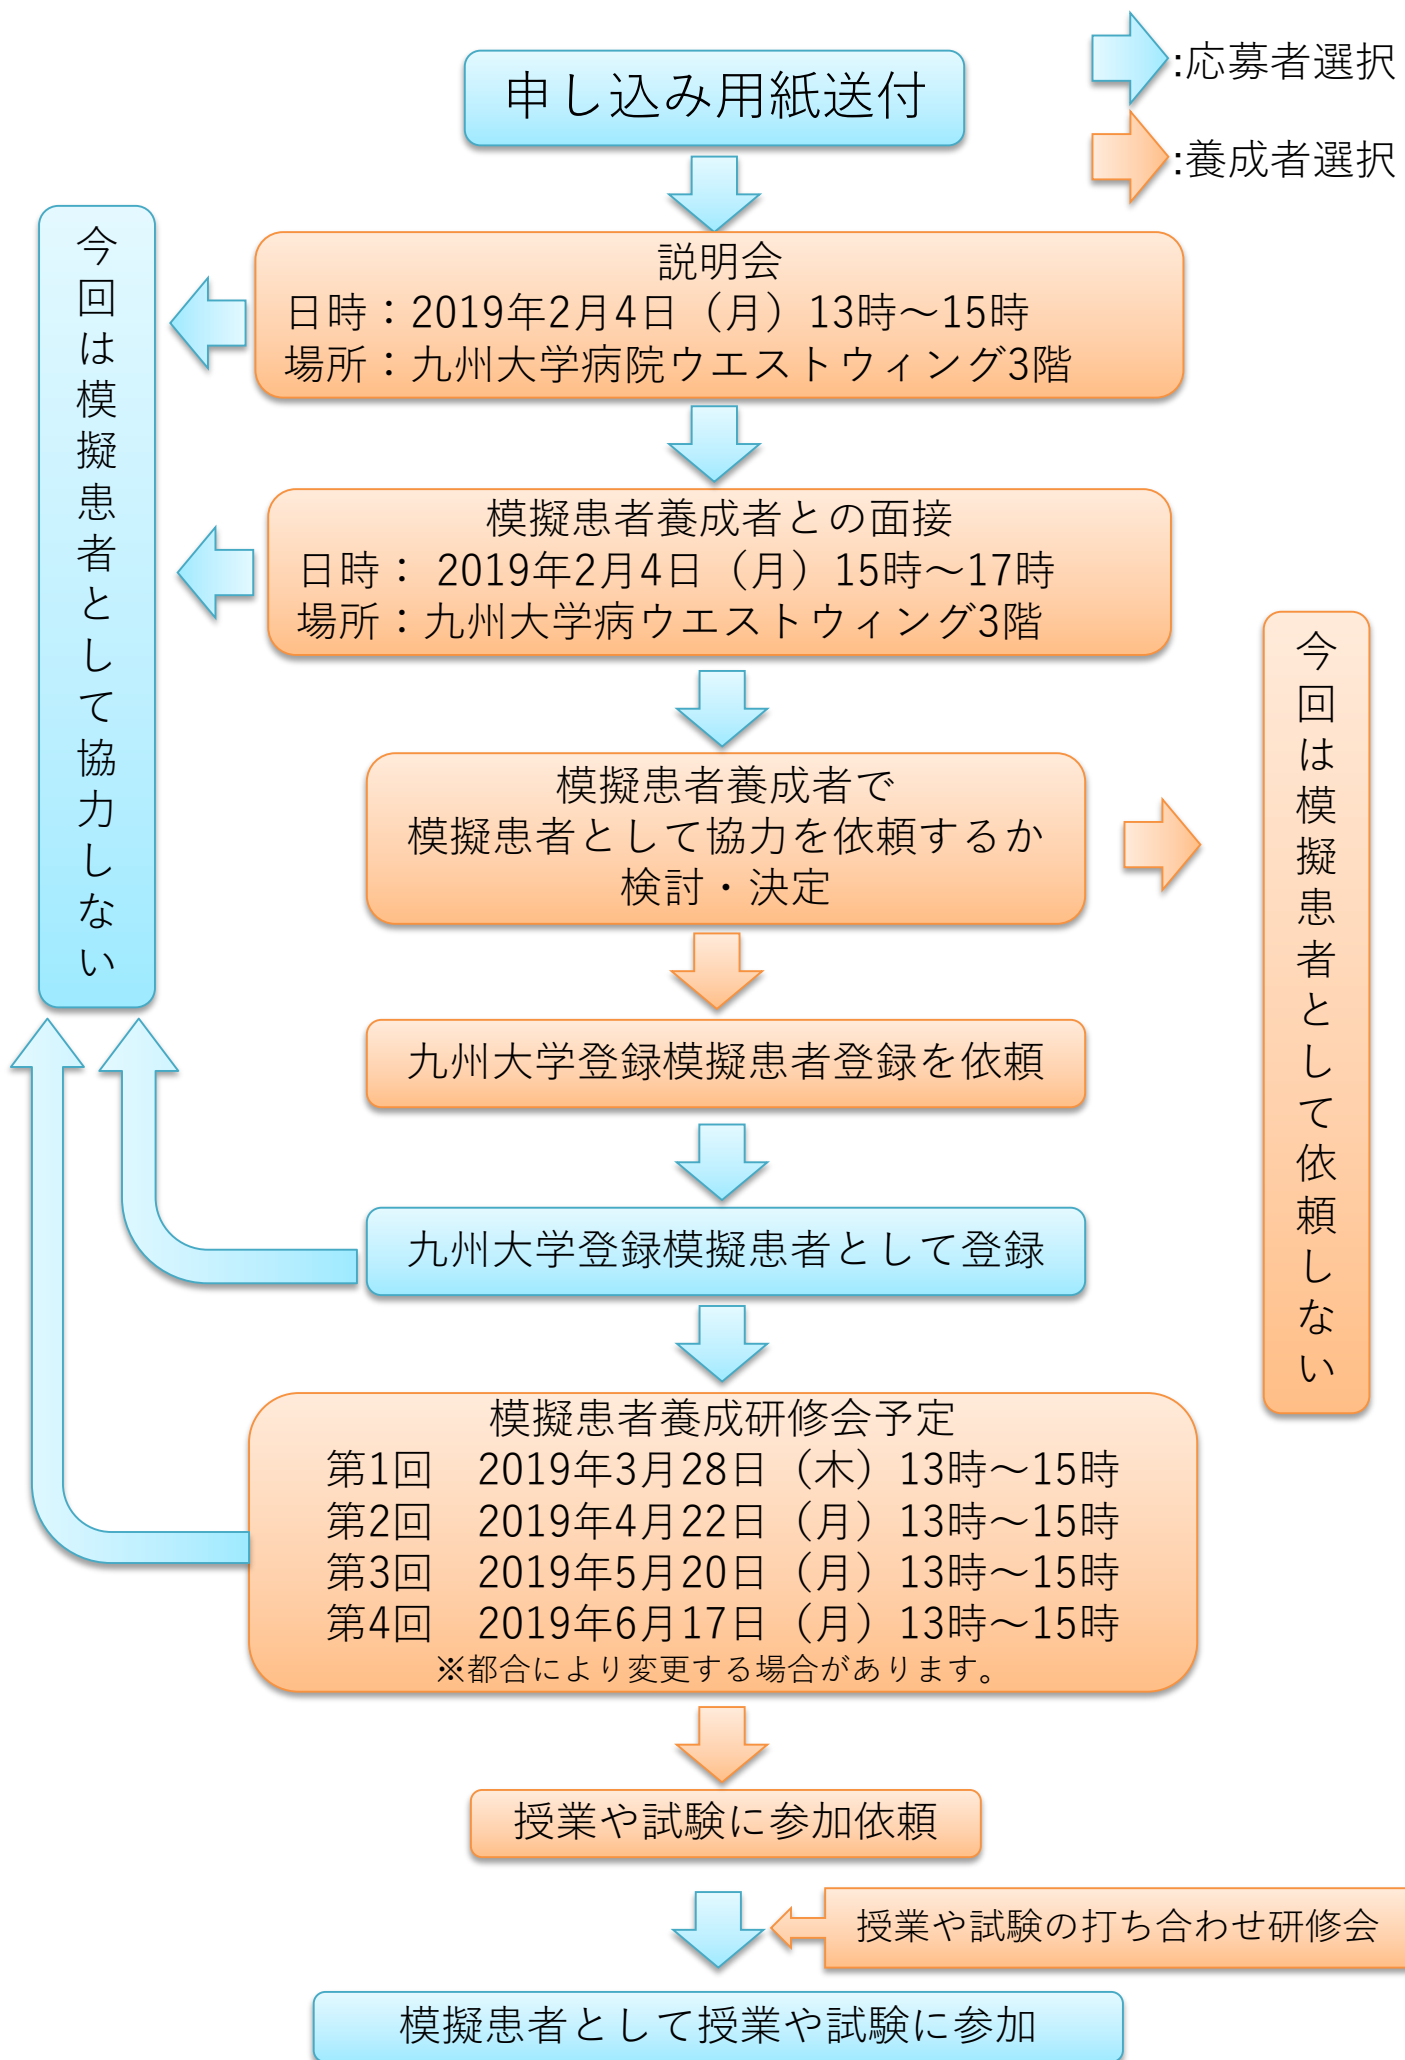 :応募者選択
:養成者選択
申し込み用紙送付
説明会
日時：2019年2月4日（月）13時～15時
場所：九州大学病院ウエストウィング3階
模擬患者養成者との面接
日時： 2019年2月4日（月）15時～17時
場所：九州大学病ウエストウィング3階
今回は模擬患者として協力しない
模擬患者養成者で
模擬患者として協力を依頼するか
検討・決定
今回は模擬患者として依頼しない
九州大学登録模擬患者登録を依頼
九州大学登録模擬患者として登録
模擬患者養成研修会予定
第1回　2019年3月28日（木）13時～15時
第2回　2019年4月22日（月）13時～15時
第3回　2019年5月20日（月）13時～15時
第4回　2019年6月17日（月）13時～15時
※都合により変更する場合があります。
授業や試験に参加依頼
授業や試験の打ち合わせ研修会
模擬患者として授業や試験に参加